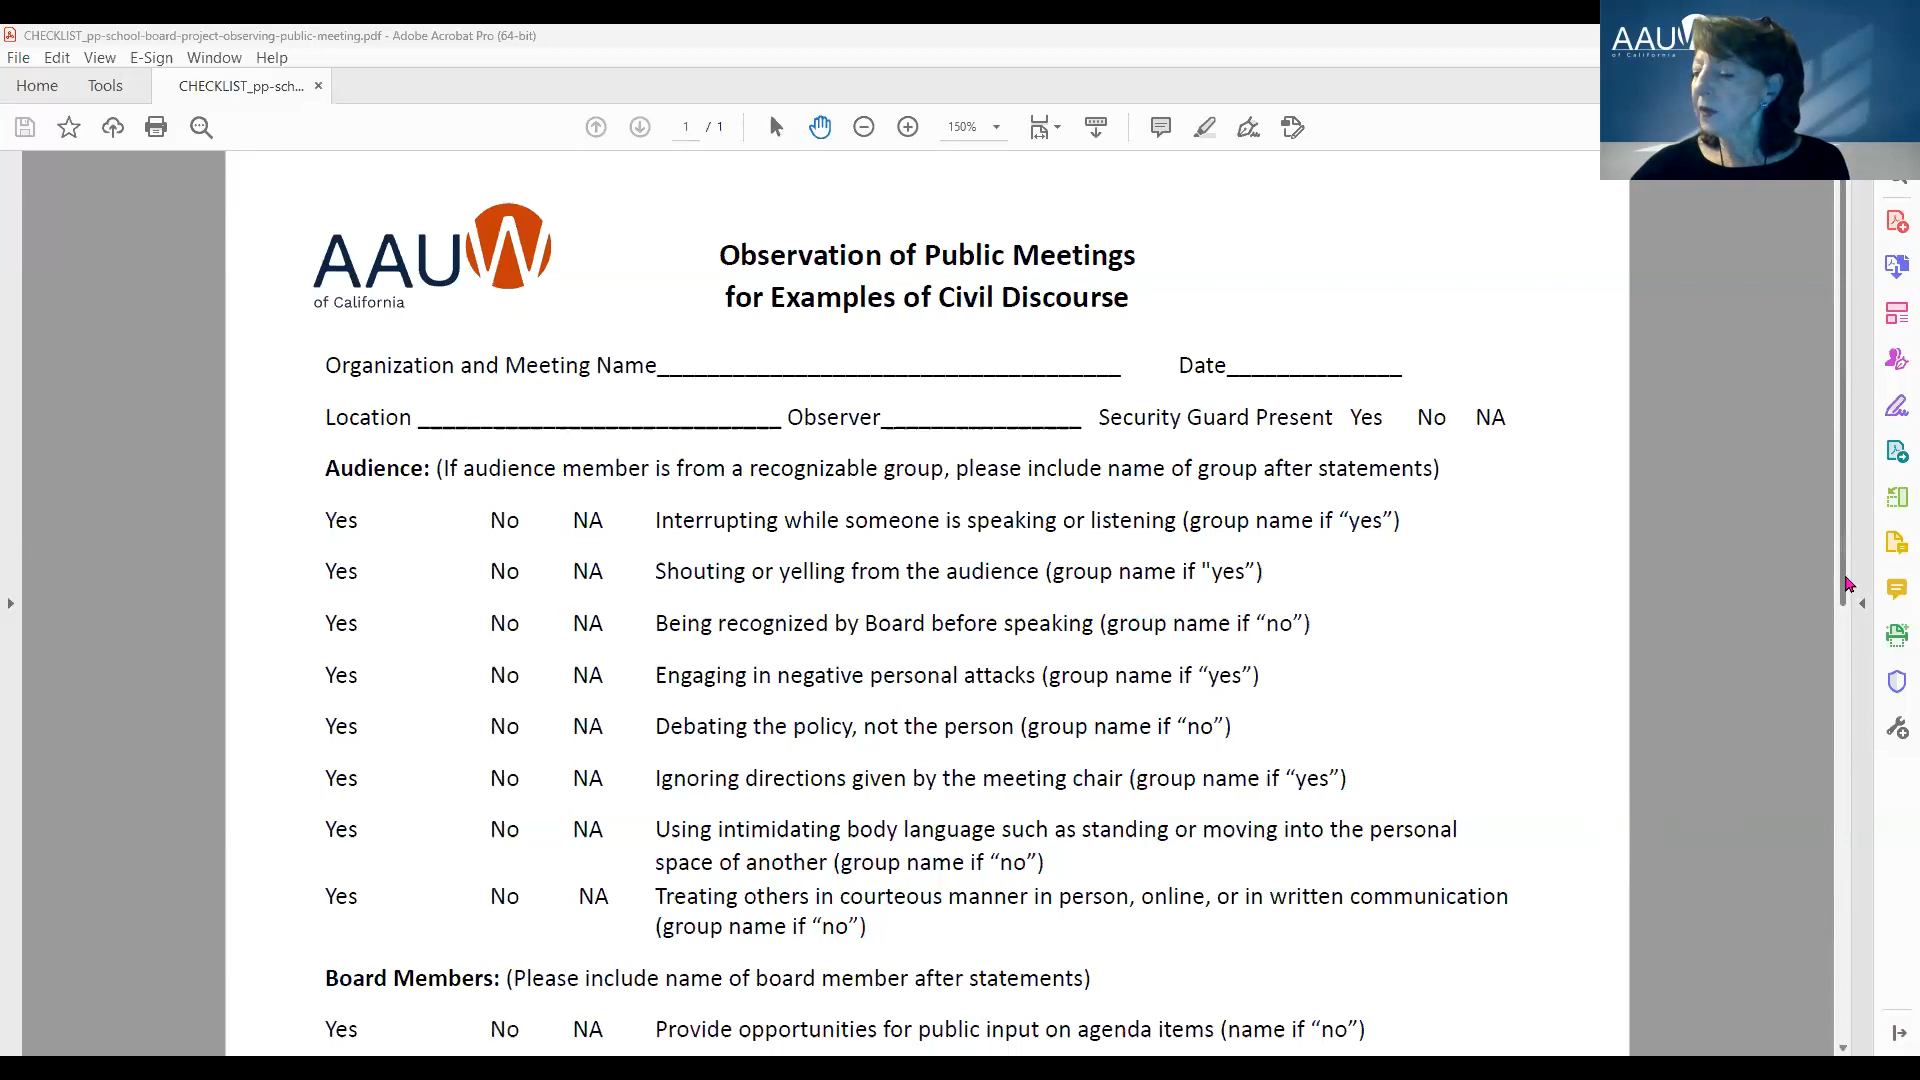 CHECKLIST_pp-school-board-project-observing-public-meeting.pdf - Adobe Acrobat Pro (64-bit)
File Edit View E-Sign Window Help
Home Tools CHECKLIST_pp-sch... ×
1 / 1 150%
AAUW
of California
AAUW
of California
Observation of Public Meetings
for Examples of Civil Discourse
Organization and Meeting Name_____________________________________ Date______________
Location _____________________________ Observer________________ Security Guard Present Yes No NA
Audience: (If audience member is from a recognizable group, please include name of group after statements)
Yes No NA Interrupting while someone is speaking or listening (group name if “yes”)
Yes No NA Shouting or yelling from the audience (group name if "yes”)
Yes No NA Being recognized by Board before speaking (group name if “no”)
Yes No NA Engaging in negative personal attacks (group name if “yes”)
Yes No NA Debating the policy, not the person (group name if “no”)
Yes No NA Ignoring directions given by the meeting chair (group name if “yes”)
Yes No NA Using intimidating body language such as standing or moving into the personal
space of another (group name if “no”)
Yes No NA Treating others in courteous manner in person, online, or in written communication
(group name if “no”)
Board Members: (Please include name of board member after statements)
Yes No NA Provide opportunities for public input on agenda items (name if “no”)